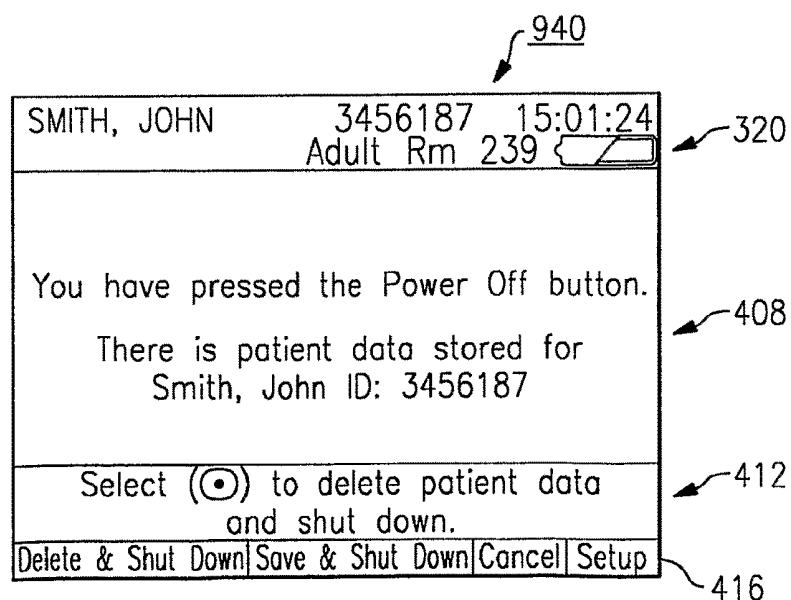 940
SMITH, JOHN 3456187 15:01:24
Adult Rm 239
320
You have pressed the Power Off button.
408
There is patient data stored for
Smith, John ID: 3456187
Select (⊙) to delete patient data
412
and shut down.
Delete & Shut Down Save & Shut Down Cancel Setup
416